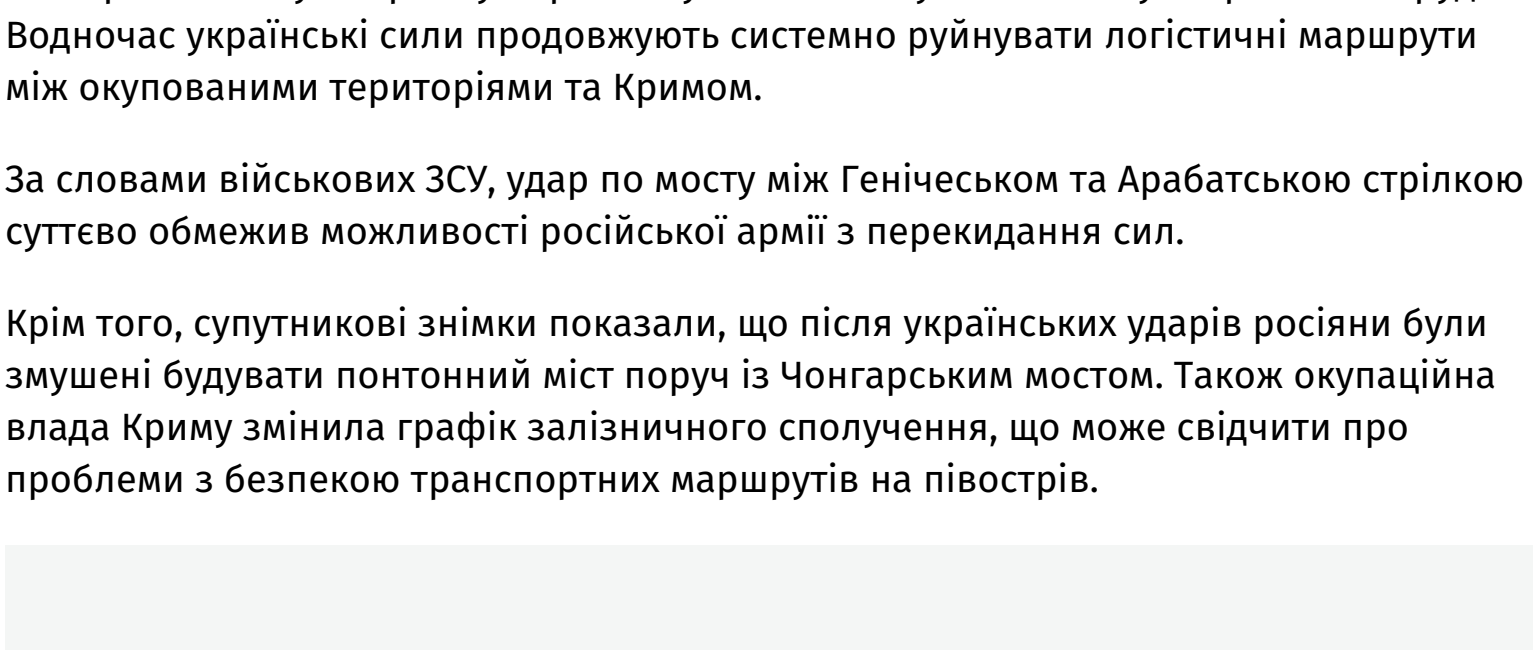 Водночас українські сили продовжують системно руйнувати логістичні маршрути
між окупованими територіями та Кримом.
За словами військових ЗСУ, удар по мосту між Генічеськом та Арабатською стрілкою
суттєво обмежив можливості російської армії з перекидання сил.
Крім того, супутникові знімки показали, що після українських ударів росіяни були
змушені будувати понтонний міст поруч із Чонгарським мостом. Також окупаційна
влада Криму змінила графік залізничного сполучення, що може свідчити про
проблеми з безпекою транспортних маршрутів на півострів.